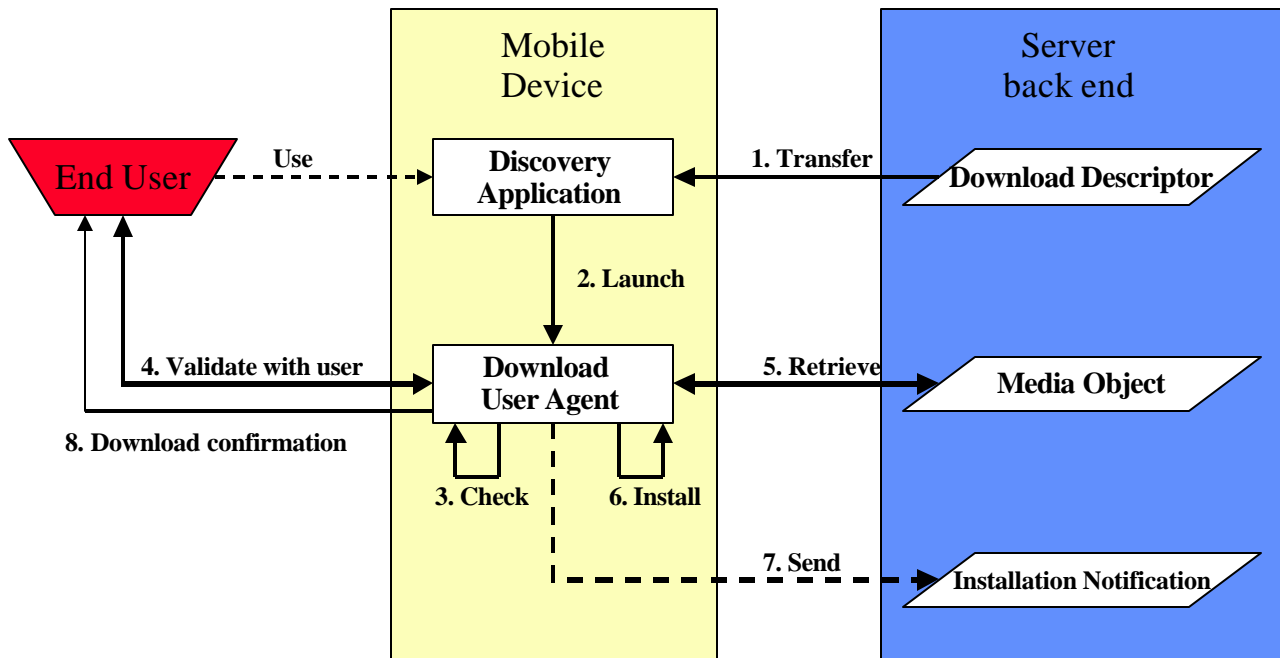 Mobile
Device
Server
back end
End User
Use
Discovery
Application
1. Transfer
Download Descriptor
2. Launch
4. Validate with user
Download
User Agent
5. Retrieve
Media Object
8. Download confirmation
3. Check
6. Install
7. Send
Installation Notification